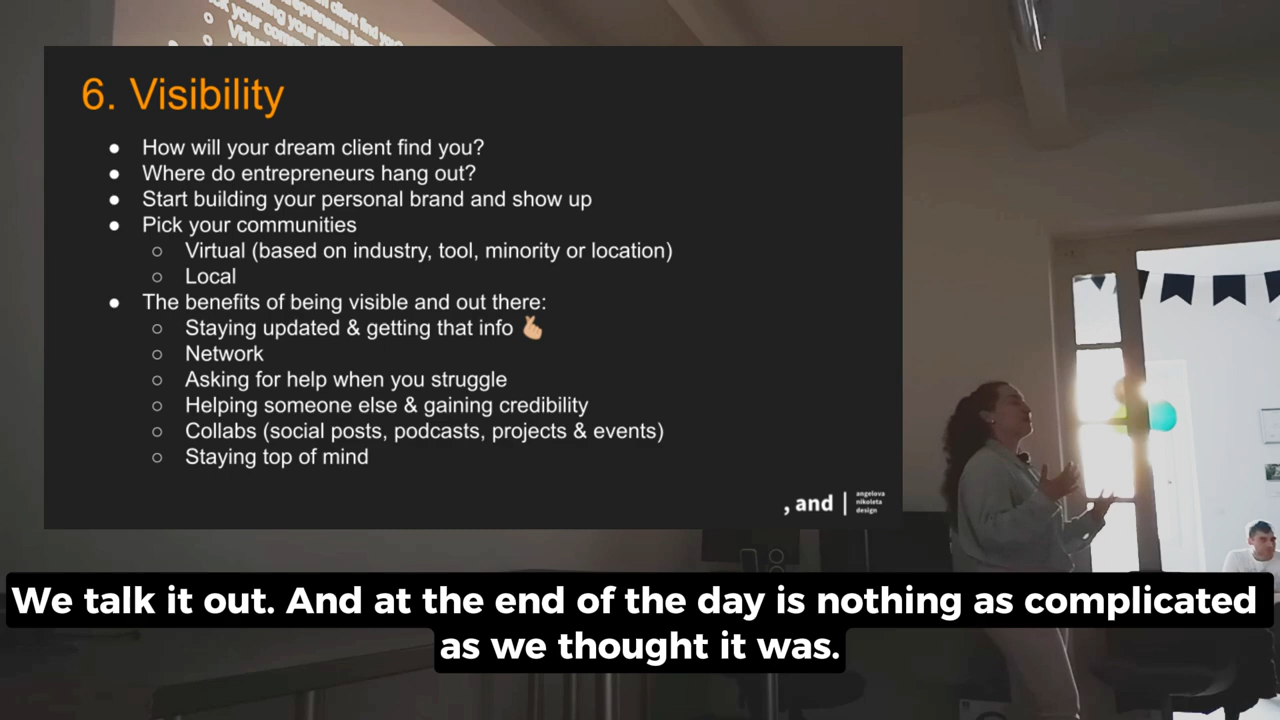 6. Visibility
● How will your dream client find you?
● Where do entrepreneurs hang out?
● Start building your personal brand and show up
● Pick your communities
○ Virtual (based on industry, tool, minority or location)
○ Local
● The benefits of being visible and out there:
○ Staying updated & getting that info 🫰🏼
○ Network
○ Asking for help when you struggle
○ Helping someone else & gaining credibility
○ Collabs (social posts, podcasts, projects & events)
○ Staying top of mind
, and |
angelova
nikoleta
design
We talk it out. And at the end of the day is nothing as complicated
as we thought it was.